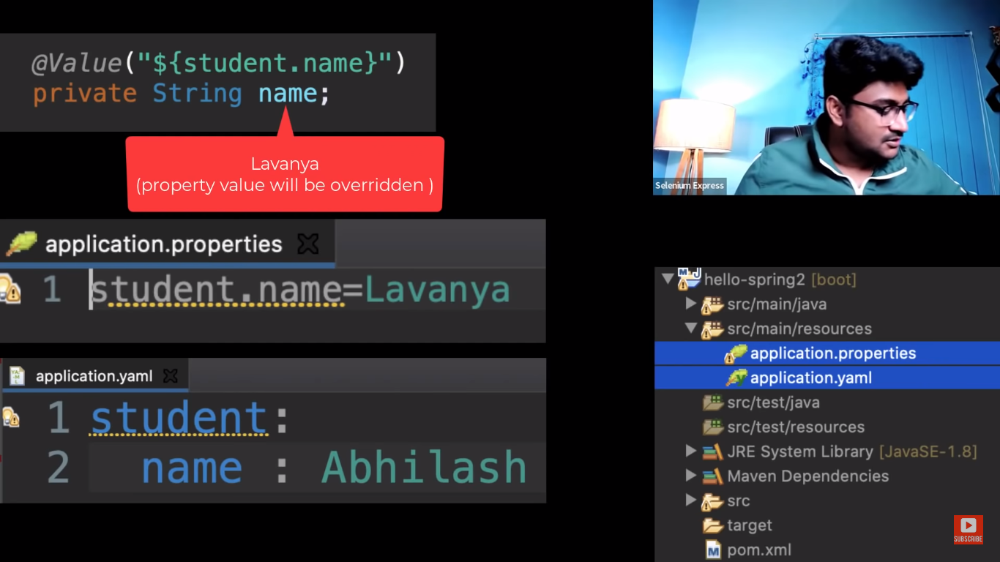 @Value("${student.name}")
private String name;
Lavanya
(property value will be overridden )
application.properties
1 student.name=Lavanya
application.yaml
1 student:
2 name : Abhilash
Selenium Express
hello-spring2 [boot]
src/main/java
src/main/resources
application.properties
application.yaml
src/test/java
src/test/resources
JRE System Library [JavaSE-1.8]
Maven Dependencies
src
target
pom.xml
SUBSCRIBE